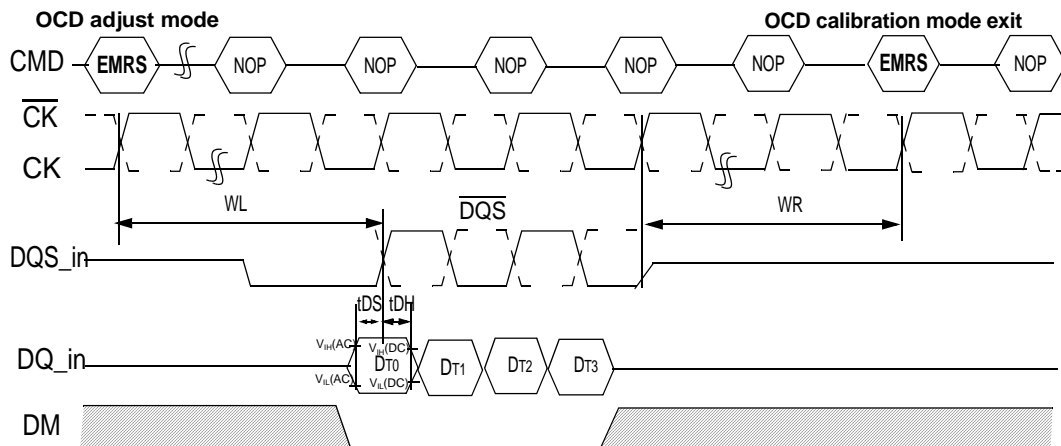 OCD adjust mode OCD calibration mode exit
CMD EMRS NOP NOP NOP NOP NOP EMRS NOP
CK
CK
WL DQS WR
DQS_in
tDS tDH
VIH(AC) VIH(DC)
DQ_in DT0 DT1 DT2 DT3
VIL(AC) VIL(DC)
DM